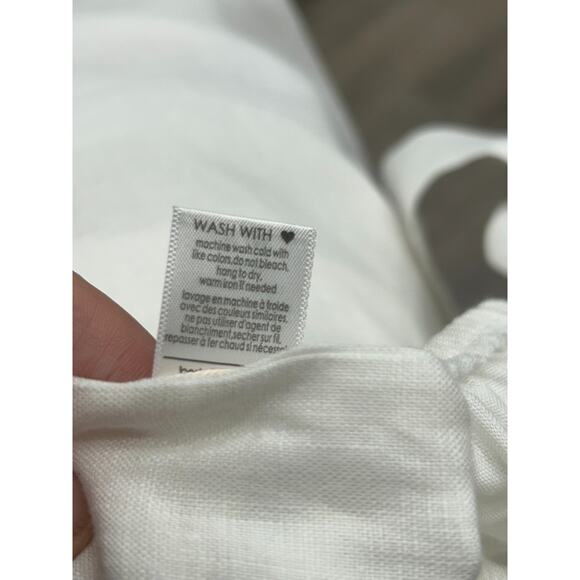 WASH WITH ♥
machine wash cold with
like colors,do not bleach,
hang to dry,
warm iron if needed
lavage en machine à froide
avec des couleurs similaires,
ne pas utiliser d'agent de
blanchiment,secher sur fil,
repasser à fer chaud si nécessi